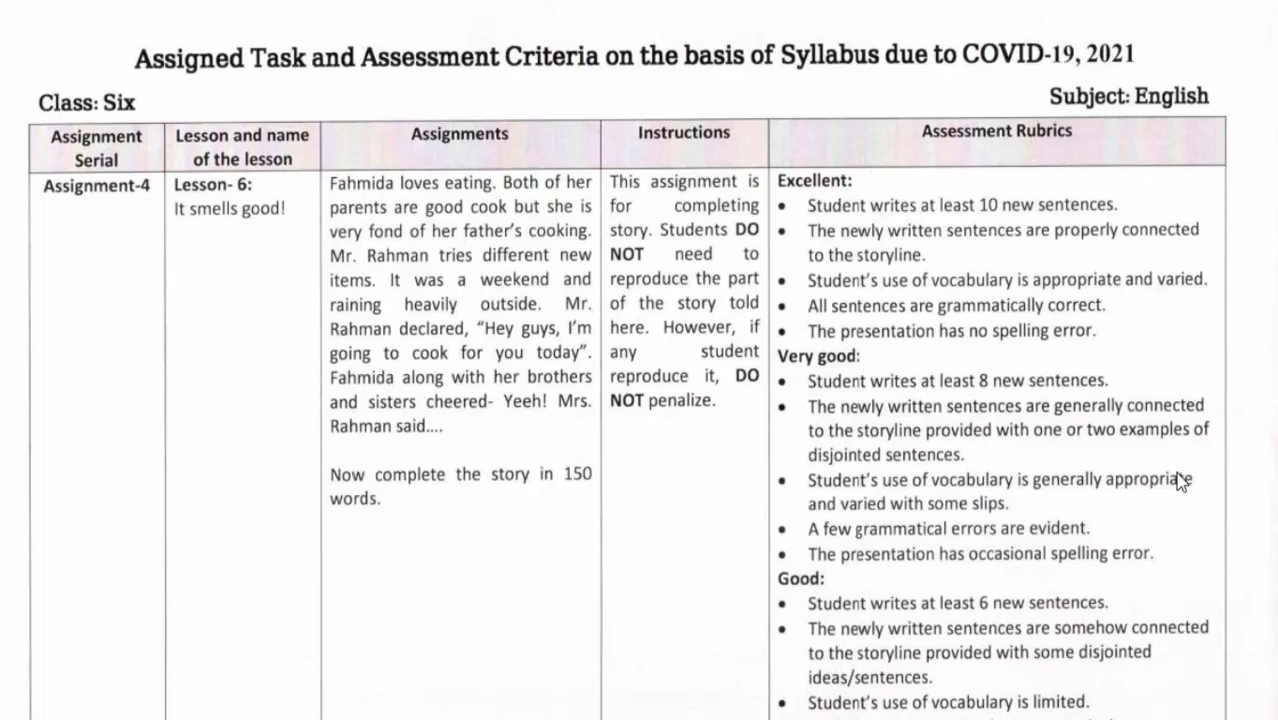 Assigned Task and Assessment Criteria on the basis of Syllabus due to COVID-19, 2021
Class: Six
Subject: English
Assignment Serial
Lesson and name of the lesson
Assignments
Instructions
Assessment Rubrics
Assignment-4
Lesson- 6:
It smells good!
Fahmida loves eating. Both of her
parents are good cook but she is
very fond of her father's cooking.
Mr. Rahman tries different new
items. It was a weekend and
raining heavily outside. Mr.
Rahman declared, “Hey guys, I'm
going to cook for you today”.
Fahmida along with her brothers
and sisters cheered- Yeeh! Mrs.
Rahman said....
Now complete the story in 150
words.
This assignment is
for completing
story. Students DO
NOT need to
reproduce the part
of the story told
here. However, if
any student
reproduce it, DO
NOT penalize.
Excellent:
• Student writes at least 10 new sentences.
• The newly written sentences are properly connected
to the storyline.
• Student's use of vocabulary is appropriate and varied.
• All sentences are grammatically correct.
• The presentation has no spelling error.
Very good:
• Student writes at least 8 new sentences.
• The newly written sentences are generally connected
to the storyline provided with one or two examples of
disjointed sentences.
• Student's use of vocabulary is generally appropriate
and varied with some slips.
• A few grammatical errors are evident.
• The presentation has occasional spelling error.
Good:
• Student writes at least 6 new sentences.
• The newly written sentences are somehow connected
to the storyline provided with some disjointed
ideas/sentences.
• Student's use of vocabulary is limited.